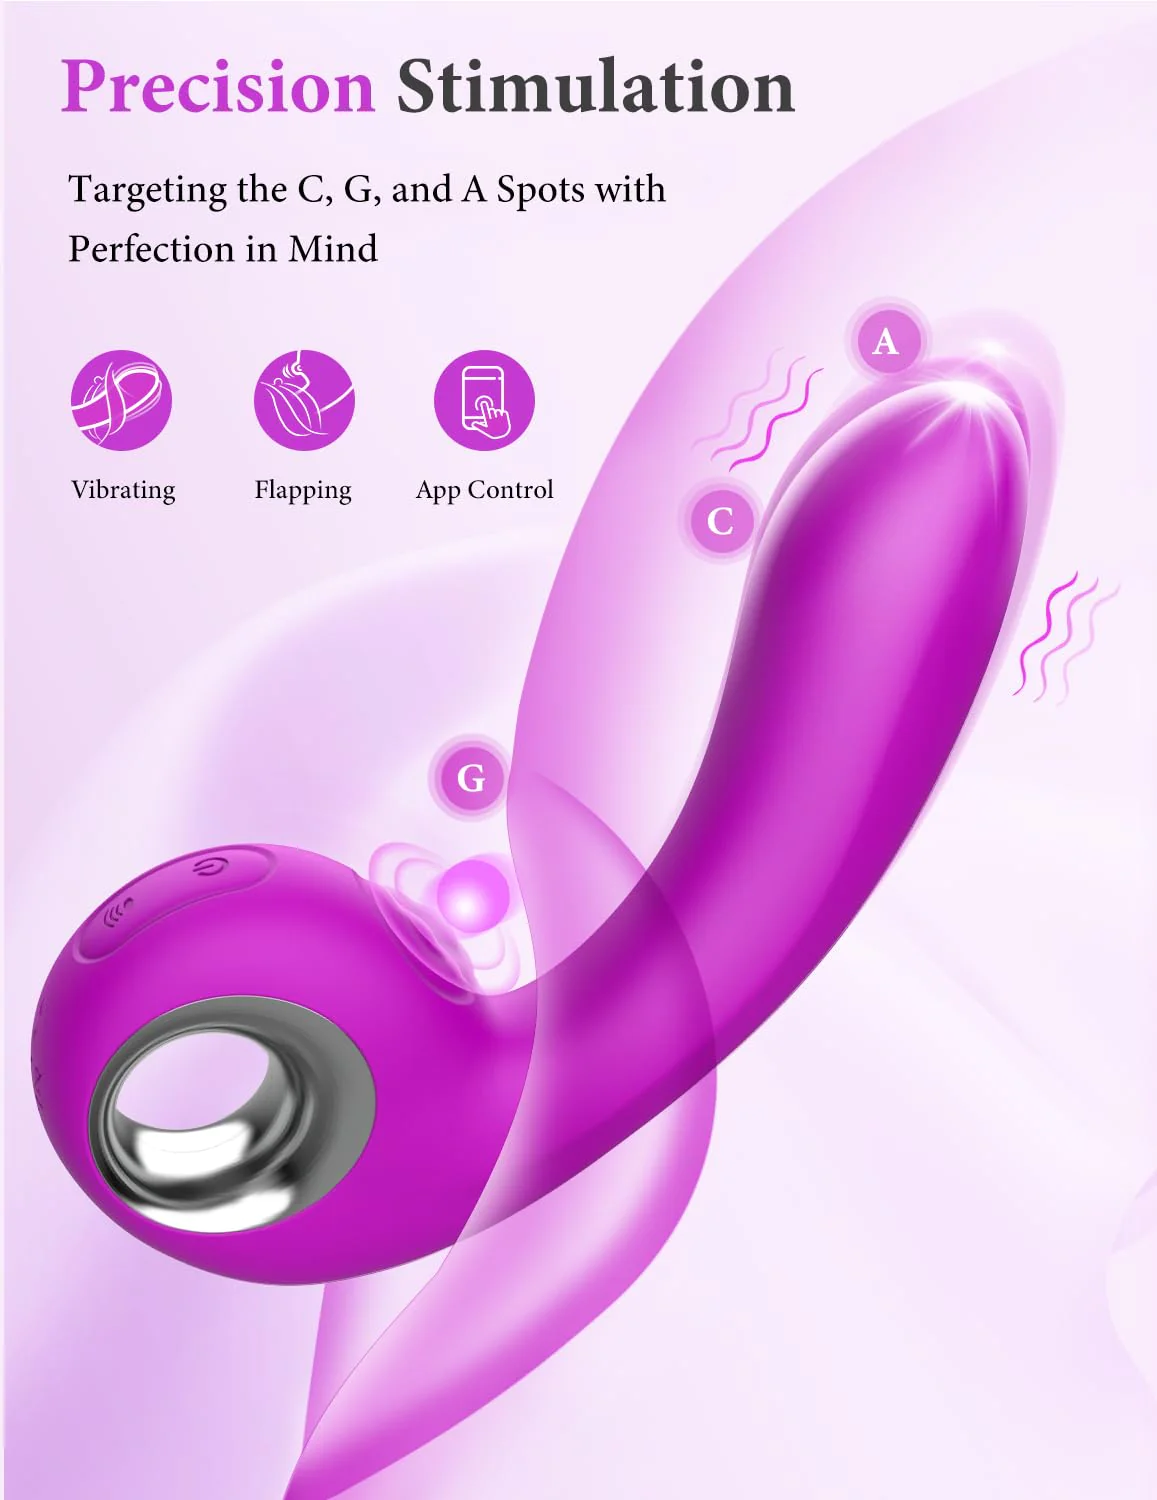 Precision Stimulation
Targeting the C, G, and A Spots with
Perfection in Mind
Vibrating
Flapping
App Control
A
C
G